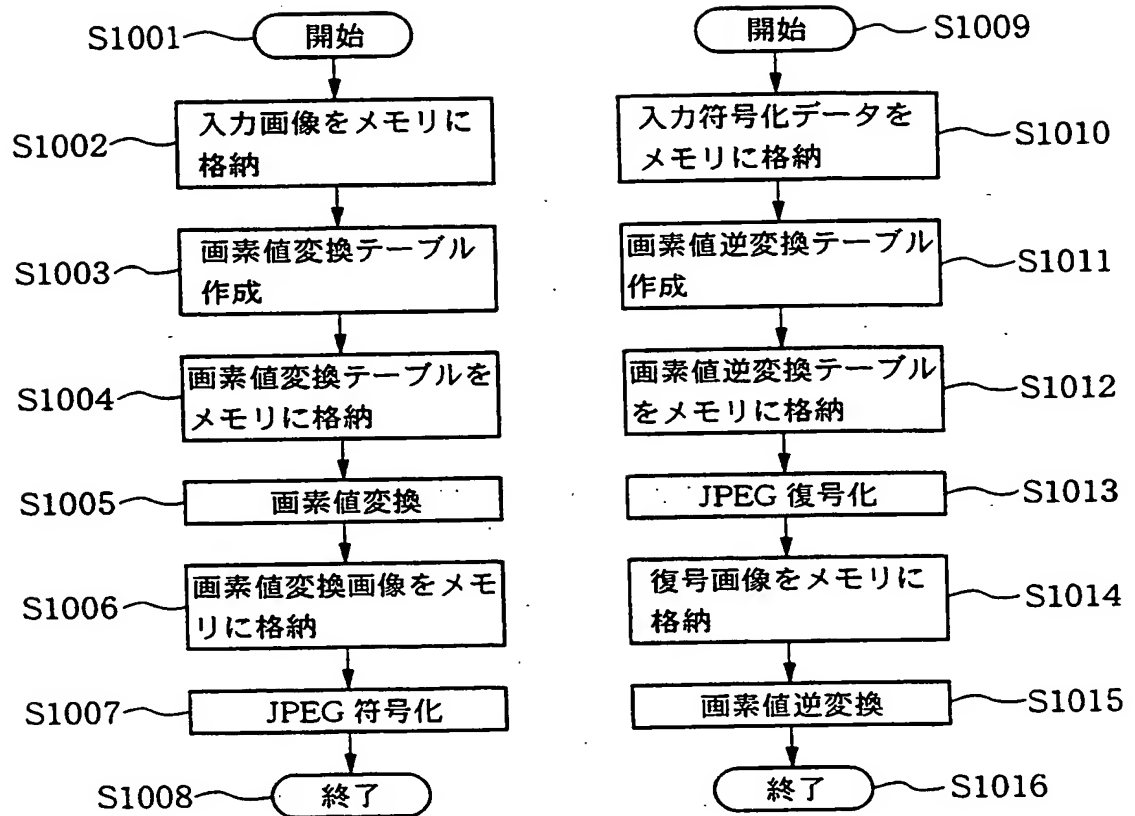 S1001
開始
S1002
入力画像をメモリに
格納
S1003
画素値変換テーブル
作成
S1004
画素値変換テーブルを
メモリに格納
S1005
画素値変換
S1006
画素値変換画像をメモ
リに格納
S1007
JPEG 符号化
S1008
終了
開始
S1009
入力符号化データを
メモリに格納
S1010
画素値逆変換テーブル
作成
S1011
画素値逆変換テーブル
をメモリに格納
S1012
JPEG 復号化
S1013
復号画像をメモリに
格納
S1014
画素値逆変換
S1015
終了
S1016